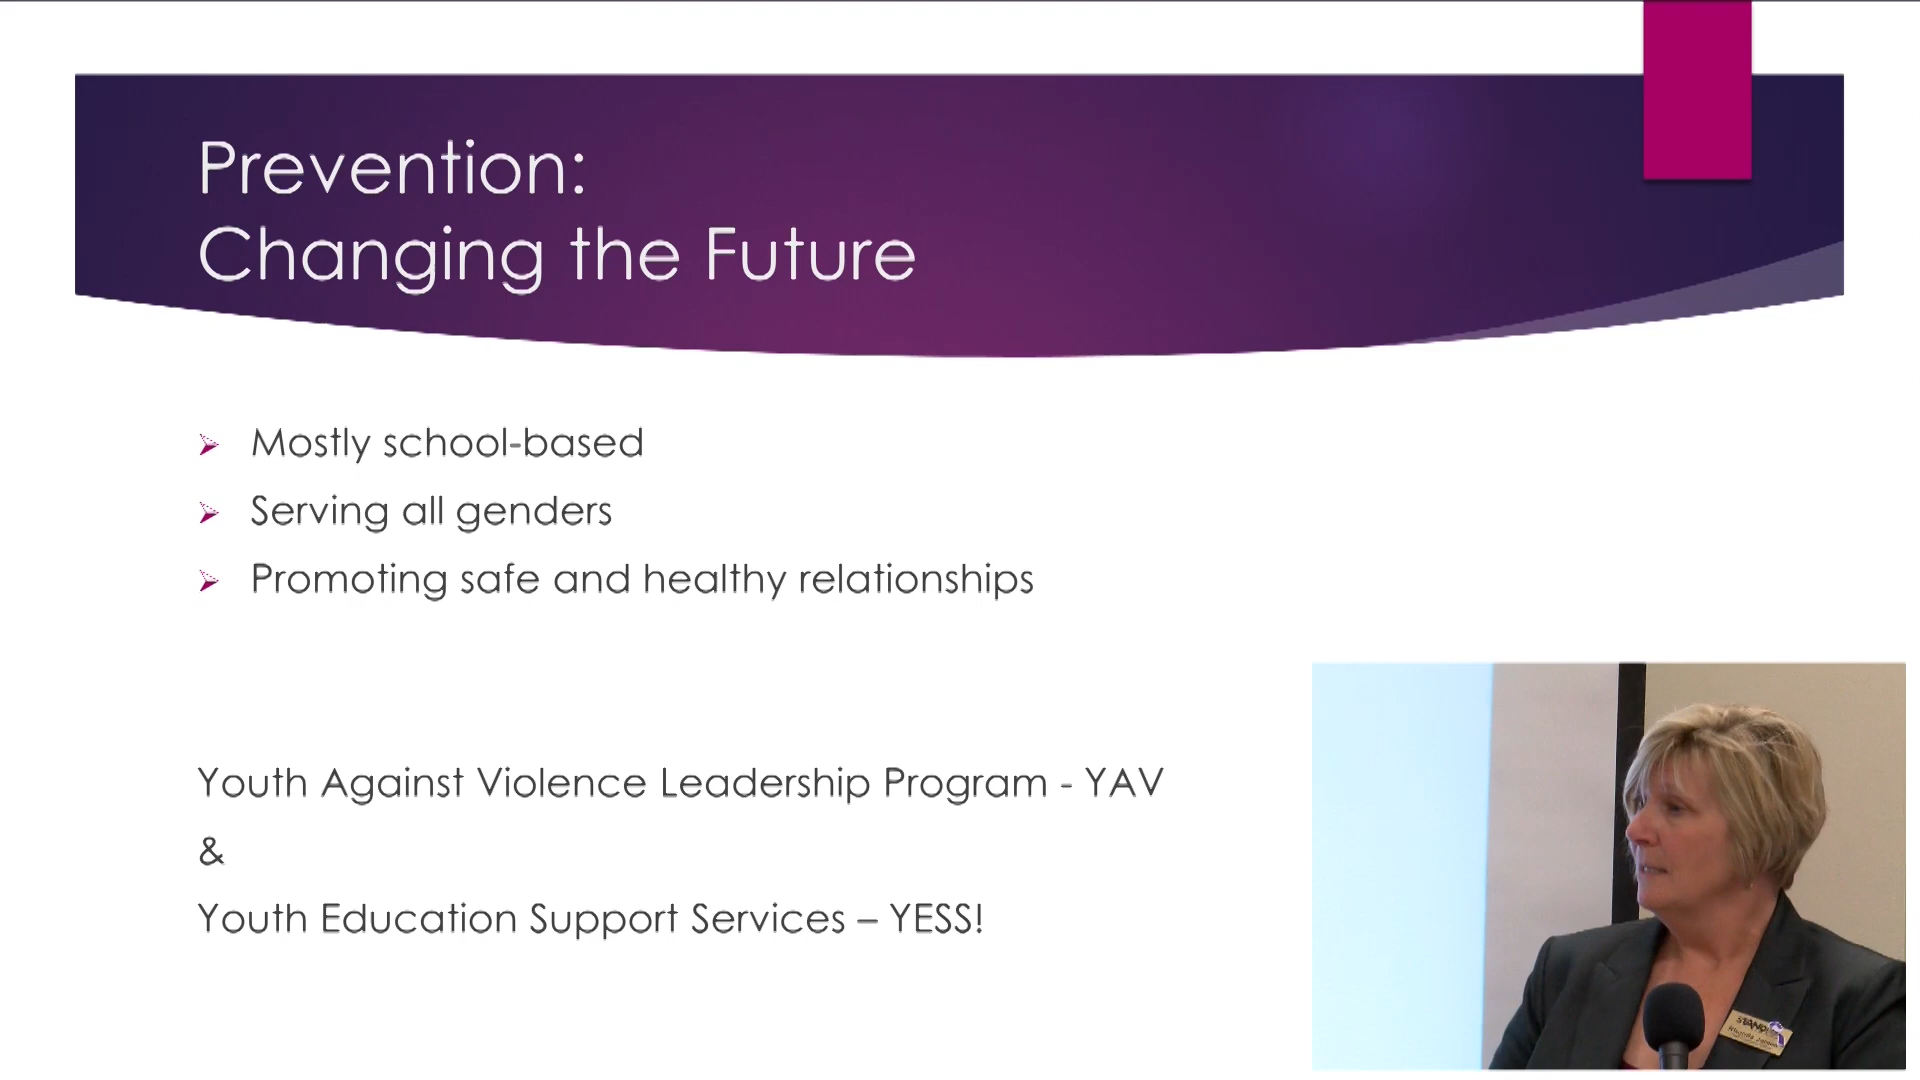 Prevention:
Changing the Future
Mostly school-based
Serving all genders
Promoting safe and healthy relationships
Youth Against Violence Leadership Program - YAV
&
Youth Education Support Services – YESS!
STAND!